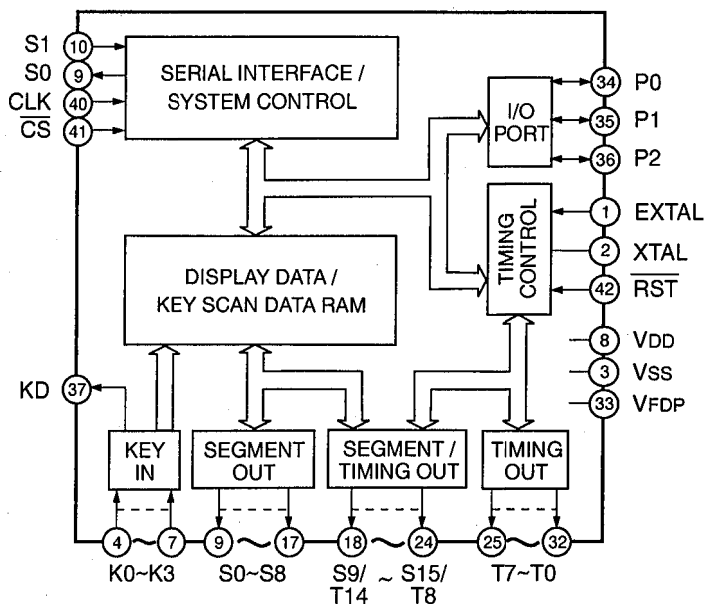 S1 10
S0 9
CLK 40
CS 41
SERIAL INTERFACE /
SYSTEM CONTROL
I/O
PORT
34 P0
35 P1
36 P2
TIMING
CONTROL
1 EXTAL
2 XTAL
42 RST
8 VDD
3 VSS
33 VFDP
DISPLAY DATA /
KEY SCAN DATA RAM
KD 37
KEY
IN
SEGMENT
OUT
SEGMENT /
TIMING OUT
TIMING
OUT
4 ~ 7
9 ~ 17
18 ~ 24
25 ~ 32
K0~K3
S0~S8
S9/
T14
~
S15/
T8
T7~T0